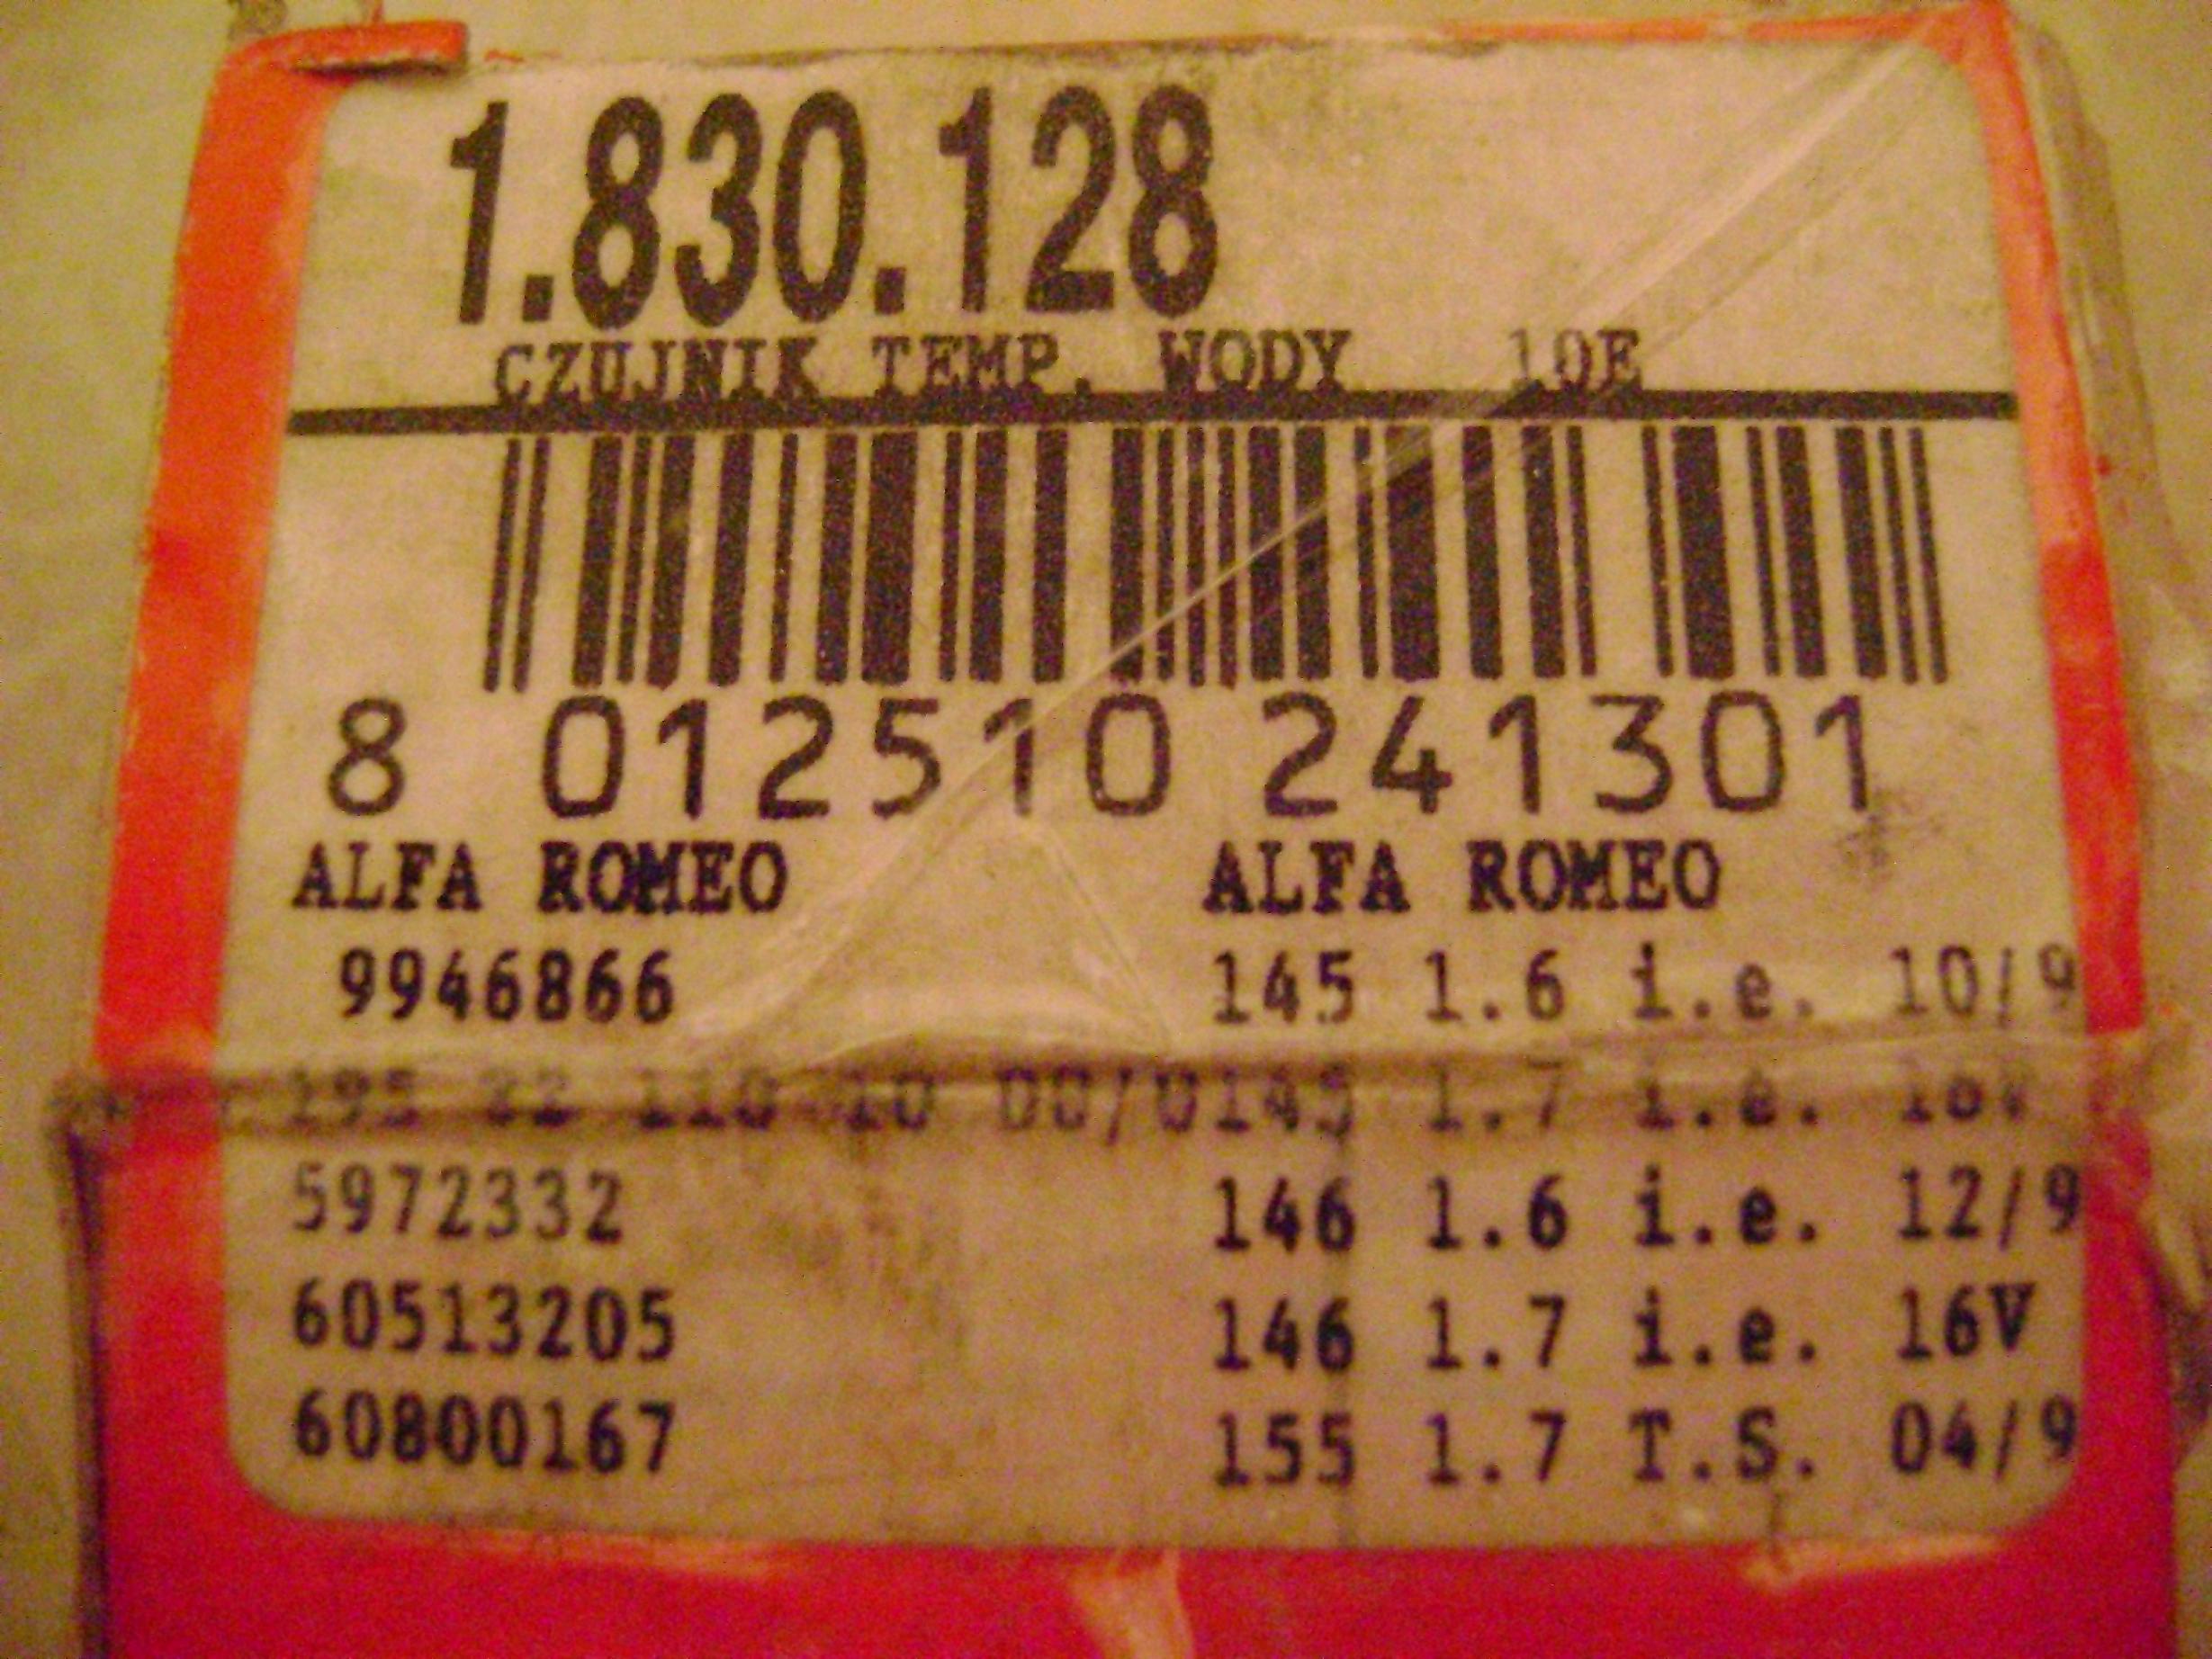 1.830.128
CZUJNIK TEMP. WODY 10E
8 012510 241301
ALFA ROMEO ALFA ROMEO
9946866 145 1.6 i.e. 10/9
145 1.7 i.e.
5972332 146 1.6 i.e. 12/9
60513205 146 1.7 i.e. 16V
60800167 155 1.7 T.S. 04/9